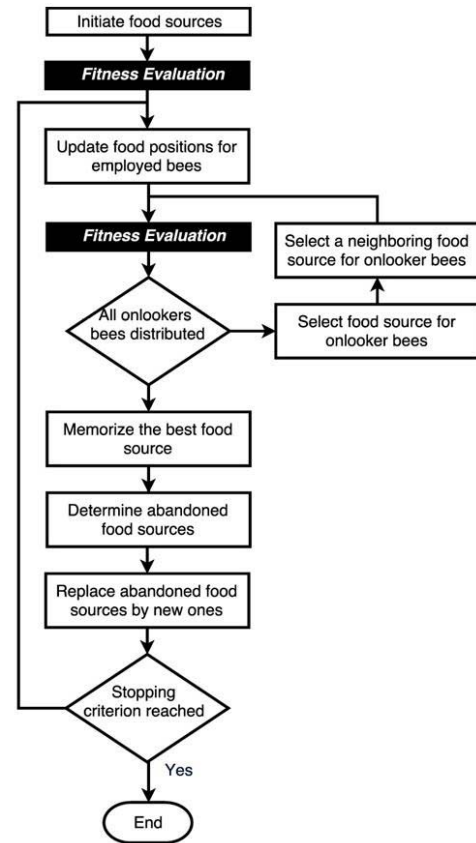 Initiate food sources
Fitness Evaluation
Update food positions for
employed bees
Fitness Evaluation
Select a neighboring food
source for onlooker bees
All onlookers
bees distributed
Select food source for
onlooker bees
Memorize the best food
source
Determine abandoned
food sources
Replace abandoned food
sources by new ones
Stopping
criterion reached
Yes
End